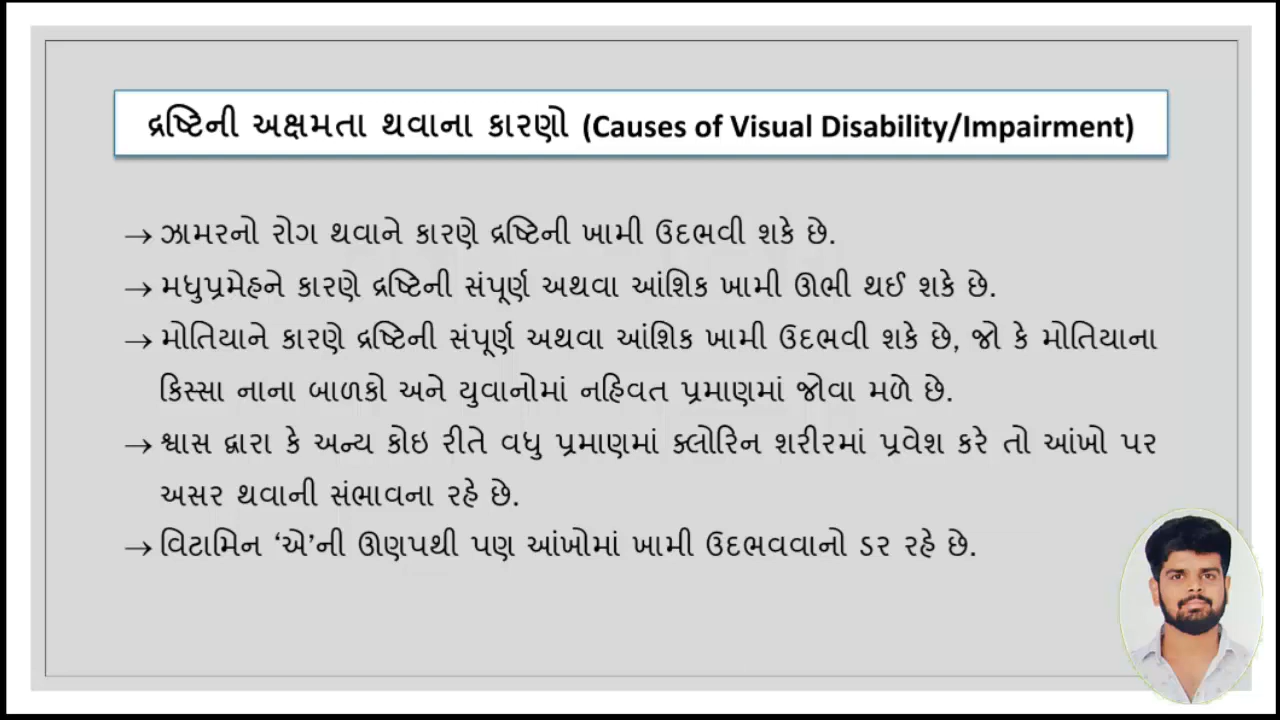 દ્રષ્ટિની અક્ષમતા થવાના કારણો (Causes of Visual Disability/Impairment)
→ ઝામરનો રોગ થવાને કારણે દ્રષ્ટિની ખામી ઉદભવી શકે છે.
→ મધુપ્રમેહને કારણે દ્રષ્ટિની સંપૂર્ણ અથવા આંશિક ખામી ઊભી થઈ શકે છે.
→ મોતિયાને કારણે દ્રષ્ટિની સંપૂર્ણ અથવા આંશિક ખામી ઉદભવી શકે છે, જો કે મોતિયાના
કિસ્સા નાના બાળકો અને યુવાનોમાં નહિવત પ્રમાણમાં જોવા મળે છે.
→ શ્વાસ દ્વારા કે અન્ય કોઇ રીતે વધુ પ્રમાણમાં ક્લોરિન શરીરમાં પ્રવેશ કરે તો આંખો પર
અસર થવાની સંભાવના રહે છે.
→ વિટામિન ‘એ’ની ઊણપથી પણ આંખોમાં ખામી ઉદભવવાનો ડર રહે છે.